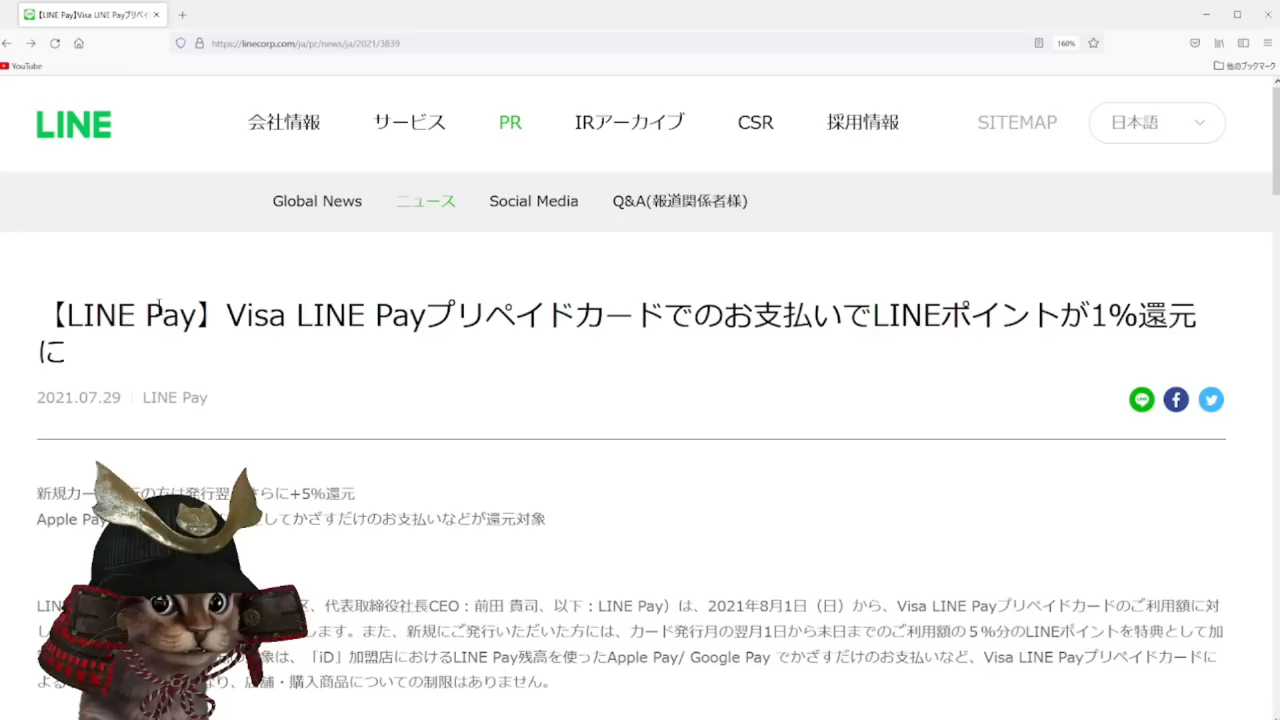 【LINE Pay】Visa LINE Payプリペイ
YouTube
https://linecorp.com/ja/pr/news/ja/2021/3839
160%
他のブックマーク
LINE
会社情報 サービス PR IRアーカイブ CSR 採用情報 SITEMAP 日本語
Global News ニュース Social Media Q&A(報道関係者様)
【LINE Pay】Visa LINE Payプリペイドカードでのお支払いでLINEポイントが1%還元
に
2021.07.29 LINE Pay
新規カー の方は発行翌 さらに+5%還元
Apple Pay してかざすだけのお支払いなどが還元対象
LIN 、代表取締役社長CEO：前田 貴司、以下：LINE Pay）は、2021年8月1日（日）から、Visa LINE Payプリペイドカードのご利用額に対
し します。また、新規にご発行いただいた方には、カード発行月の翌月1日から末日までのご利用額の５%分のLINEポイントを特典として加
象は、「iD」加盟店におけるLINE Pay残高を使ったApple Pay/ Google Pay でかざすだけのお支払いなど、Visa LINE Payプリペイドカードに
よる なり、店舗・購入商品についての制限はありません。